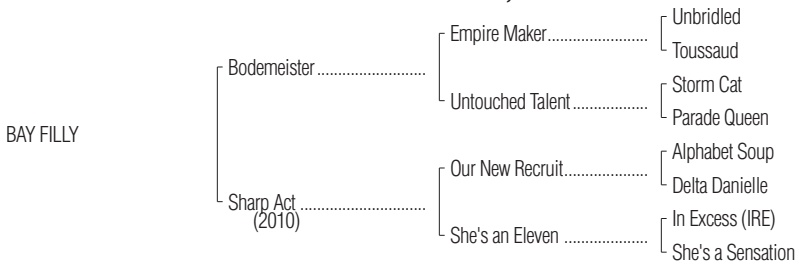 Unbridled
Empire Maker........................
Toussaud
Bodemeister..........................
Storm Cat
Untouched Talent..................
Parade Queen
BAY FILLY
Alphabet Soup
Our New Recruit....................
Delta Danielle
Sharp Act ..............................
(2010)
In Excess (IRE)
She's an Eleven ....................
She's a Sensation